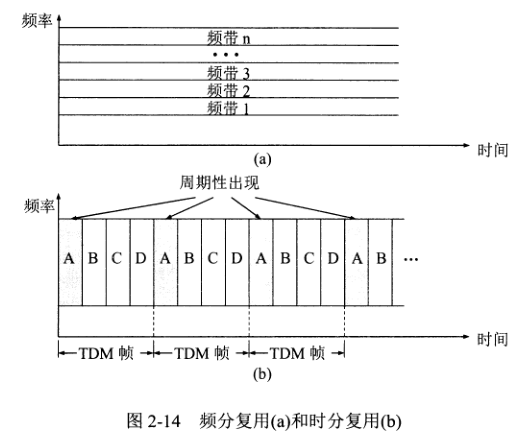 频率
频带 n
···
频带 3
频带 2
频带 1
时间
(a)
周期性出现
频率
A B C D A B C D A B C D A B ···
时间
TDM 帧 TDM 帧 TDM 帧
(b)
图 2-14 频分复用(a)和时分复用(b)